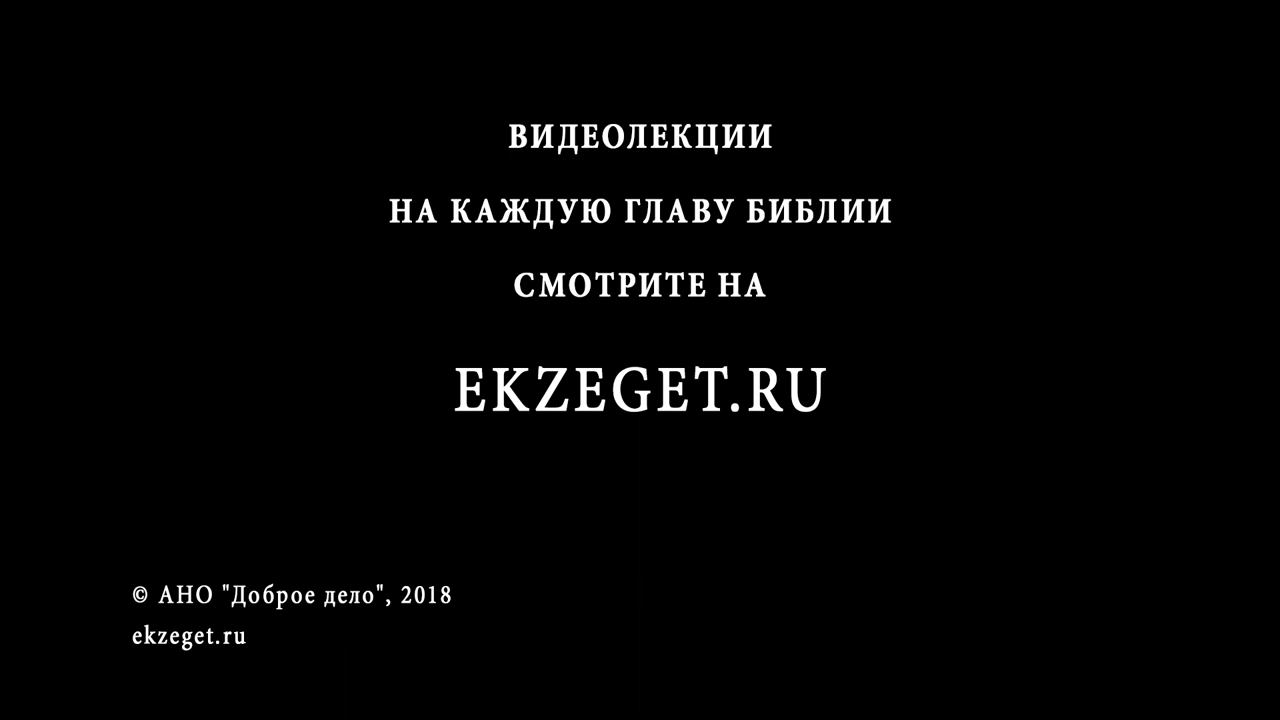 ВИДЕОЛЕКЦИИ
НА КАЖДУЮ ГЛАВУ БИБЛИИ
СМОТРИТЕ НА
EKZEGET.RU
© АНО "Доброе дело", 2018
ekzeget.ru